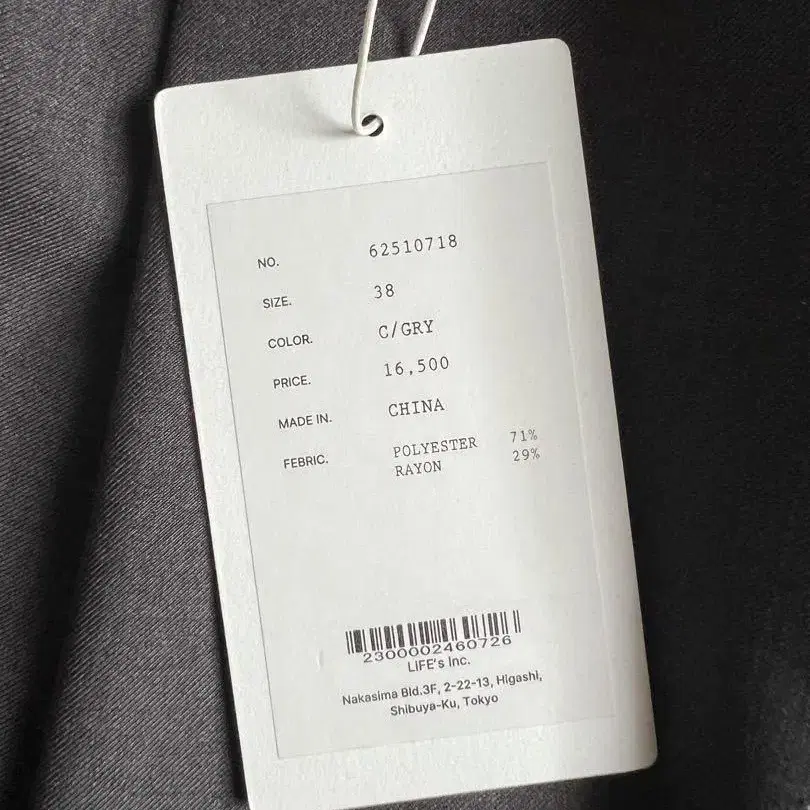 NO. 62510718
SIZE. 38
COLOR. C/GRY
PRICE. 16,500
MADE IN. CHINA
FEBRIC. POLYESTER 71%
RAYON 29%
2300002460726
LIFE's Inc.
Nakasima Bld.3F, 2-22-13, Higashi,
Shibuya-Ku, Tokyo